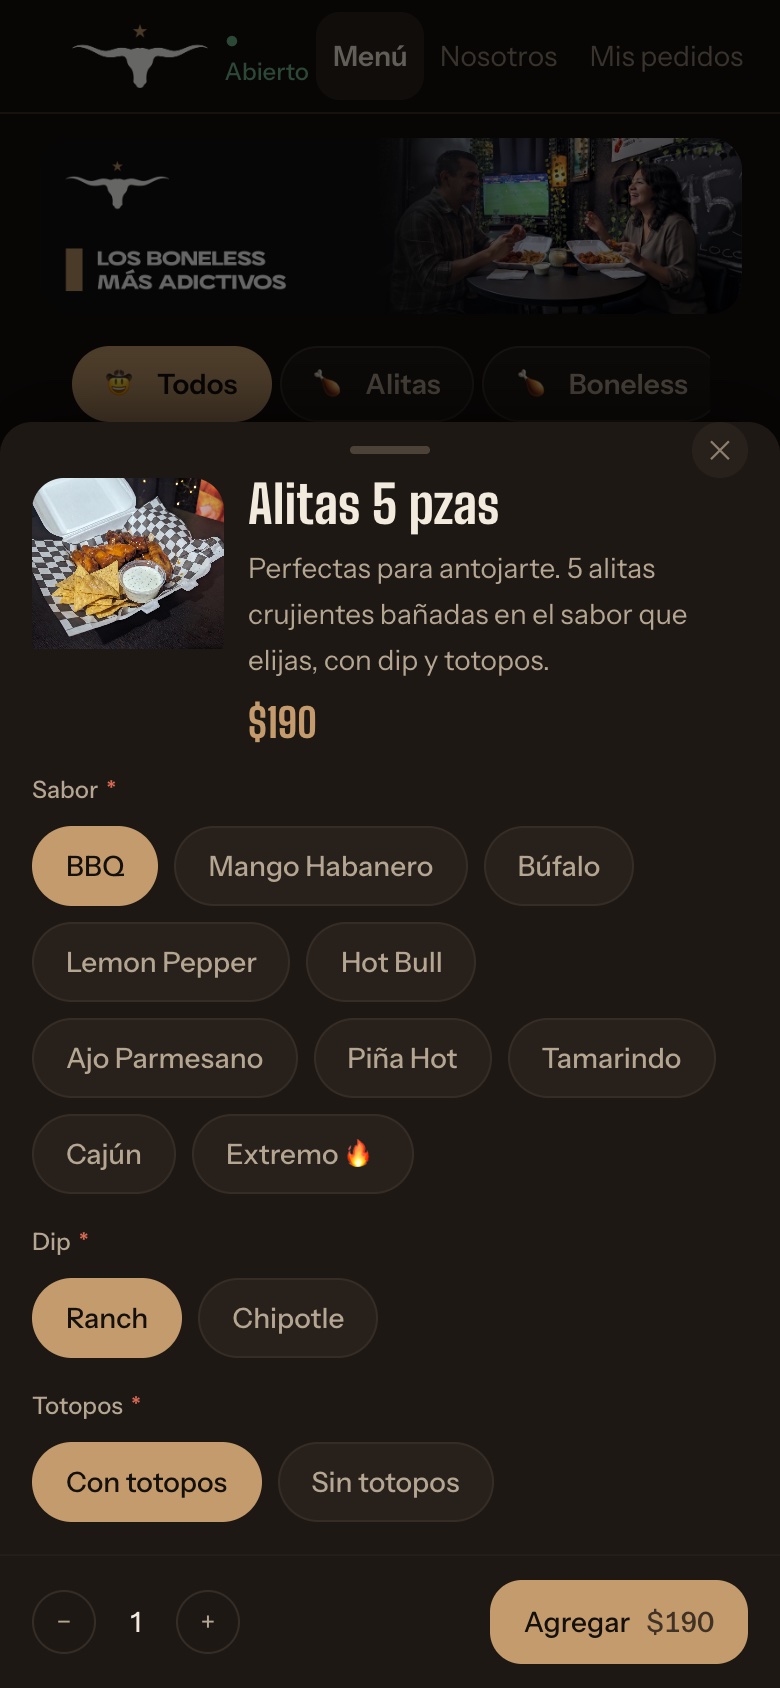 Abierto
Menú
Nosotros
Mis pedidos
LOS BONELESS
MÁS ADICTIVOS
🤠 Todos
🍗 Alitas
🍗 Boneless
Alitas 5 pzas
Perfectas para antojarte. 5 alitas
crujientes bañadas en el sabor que
elijas, con dip y totopos.
$190
Sabor *
BBQ
Mango Habanero
Búfalo
Lemon Pepper
Hot Bull
Ajo Parmesano
Piña Hot
Tamarindo
Cajún
Extremo 🔥
Dip *
Ranch
Chipotle
Totopos *
Con totopos
Sin totopos
− 1 +
Agregar $190